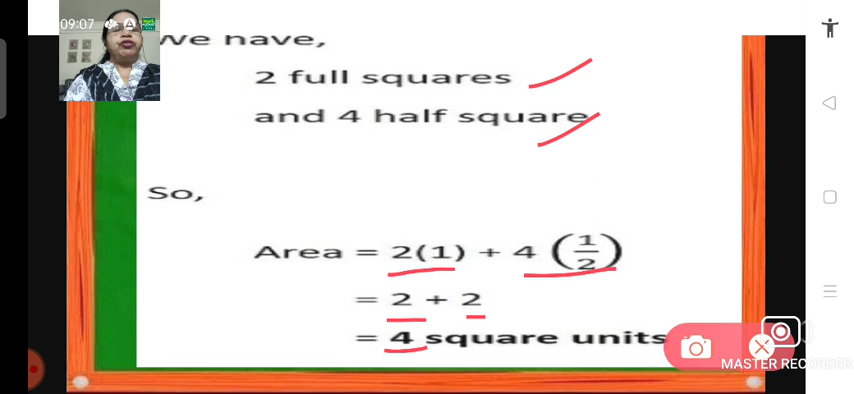 09:07
We have,
2 full squares
and 4 half square
So,
Area = 2(1) + 4 (1/2)
= 2 + 2
= 4 square units
MASTER RECORDER